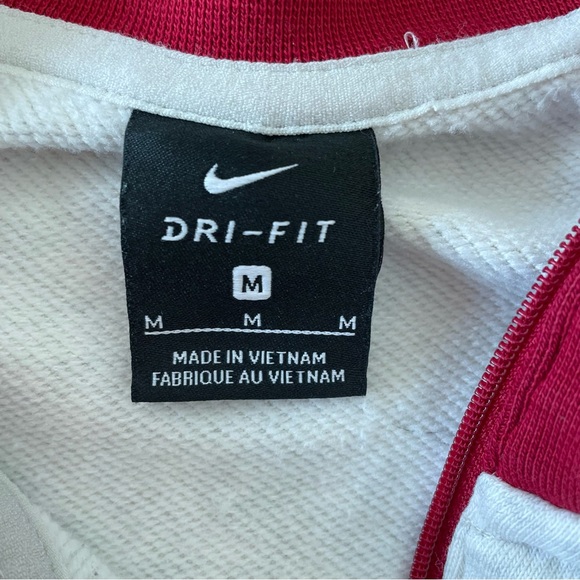 DRI-FIT
M
M M M
MADE IN VIETNAM
FABRIQUE AU VIETNAM